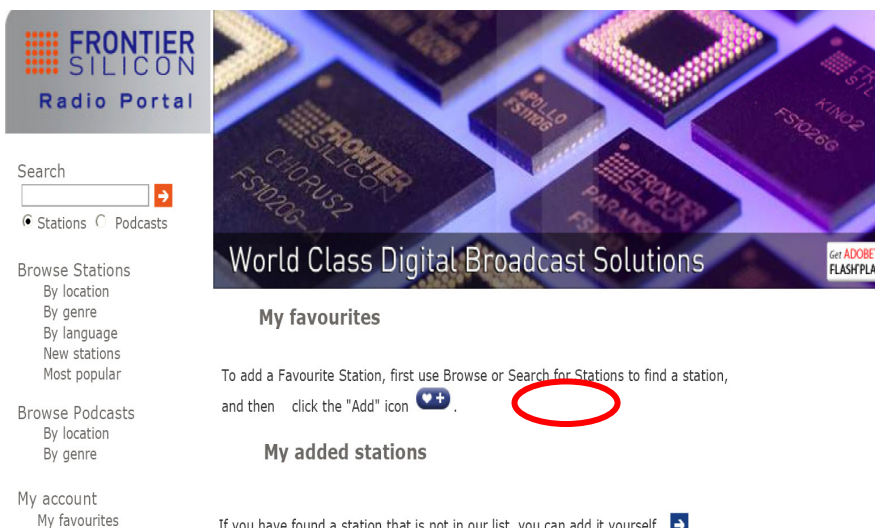 FRONTIER
SILICON
Radio Portal
Search
Stations Podcasts
Browse Stations
By location
By genre
By language
New stations
Most popular
Browse Podcasts
By location
By genre
My account
My favourites
FRONTIER
SILICON
CHORUS2
FS1020G-A
APOLLO
FS1110G
FRONTIER
SILICON
KINO2
FS1026G
World Class Digital Broadcast Solutions
Get ADOBE
FLASH PLA
My favourites
To add a Favourite Station, first use Browse or Search for Stations to find a station,
and then click the "Add" icon .
My added stations
If you have found a station that is not in our list, you can add it yourself